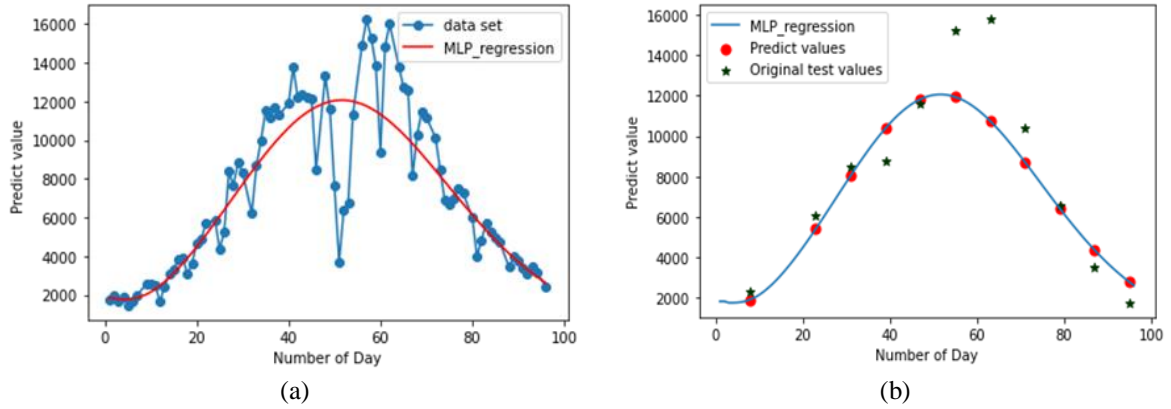 16000
14000
12000
10000
8000
6000
4000
2000
Predict value
0
20
40
60
80
100
Number of Day
data set
MLP_regression
(a)
16000
14000
12000
10000
8000
6000
4000
2000
Predict value
0
20
40
60
80
100
Number of Day
MLP_regression
Predict values
Original test values
(b)